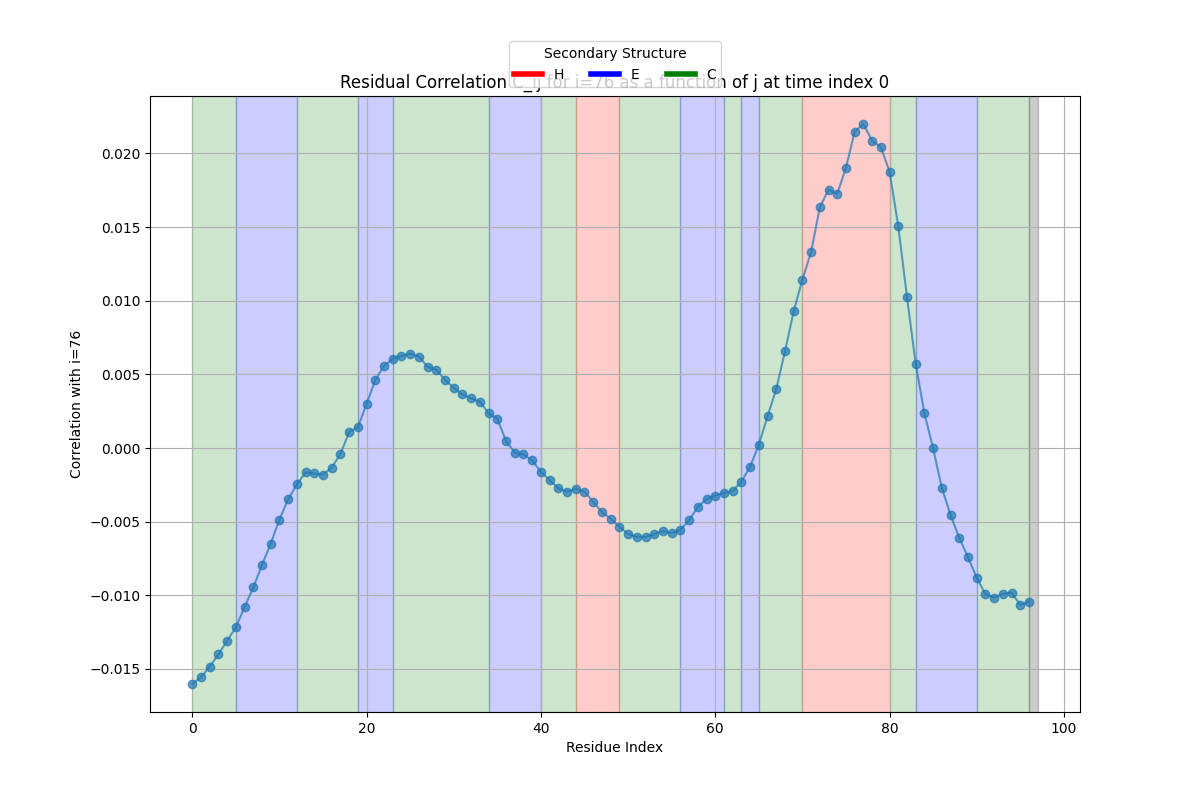 Secondary Structure
H E C
Residual Correlation C_ij for i=76 as a function of j at time index 0
0.020
0.015
0.010
0.005
0.000
−0.005
−0.010
−0.015
Correlation with i=76
0 20 40 60 80 100
Residue Index